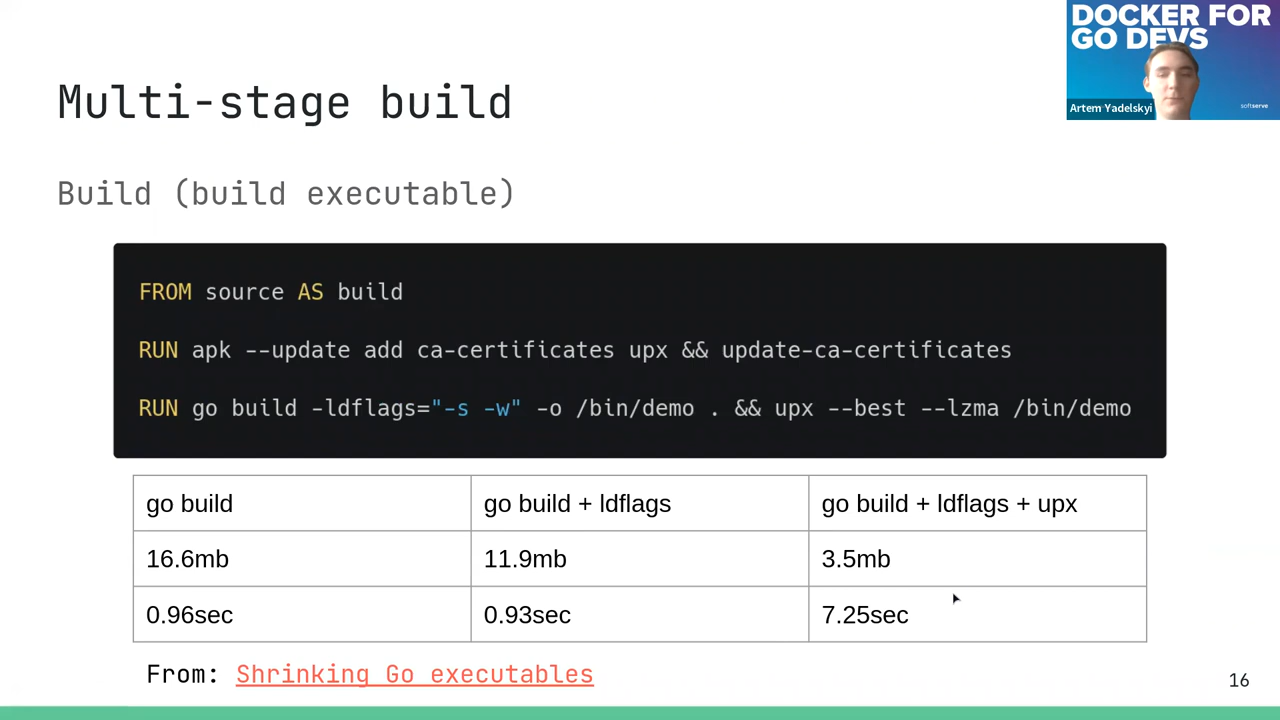 DOCKER FOR
GO DEVS
Artem Yadelskyi
softserve
Multi-stage build
Build (build executable)
FROM source AS build
RUN apk --update add ca-certificates upx && update-ca-certificates
RUN go build -ldflags="-s -w" -o /bin/demo . && upx --best --lzma /bin/demo
go build go build + ldflags go build + ldflags + upx
16.6mb 11.9mb 3.5mb
0.96sec 0.93sec 7.25sec
From: Shrinking Go executables
16